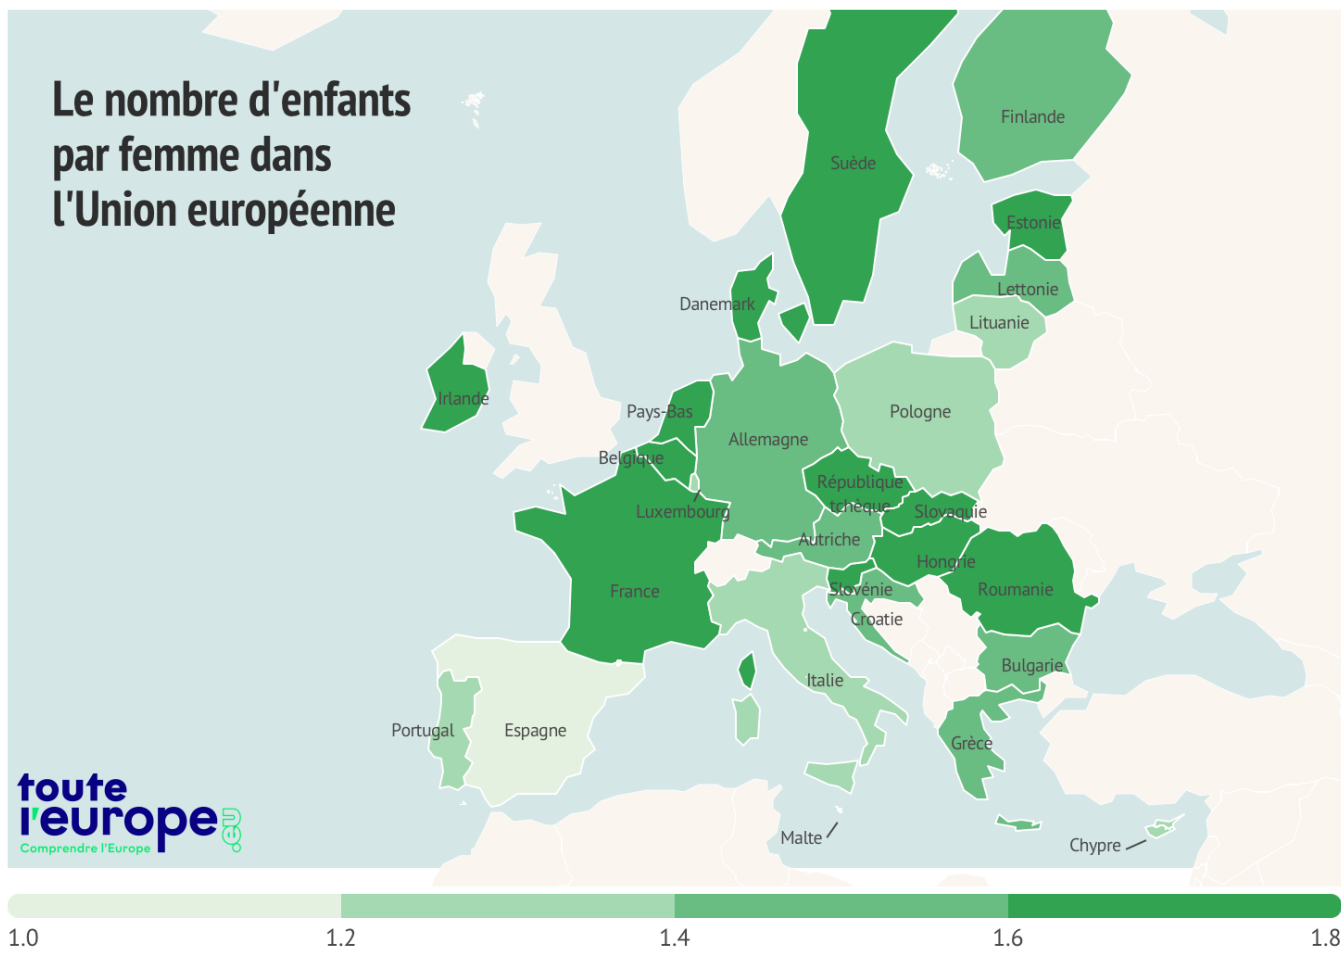 Le nombre d'enfants
par femme dans
l'Union européenne
Finlande
Suède
Estonie
Lettonie
Danemark
Lituanie
Irlande
Pays-Bas
Pologne
Allemagne
Belgique
République
tchèque
Luxembourg
Slovaquie
Autriche
Hongrie
France
Slovénie
Roumanie
Croatie
Bulgarie
Italie
Portugal
Espagne
Grèce
Malte
Chypre
toute
l'europe
.eu
Comprendre l'Europe
1.0
1.2
1.4
1.6
1.8